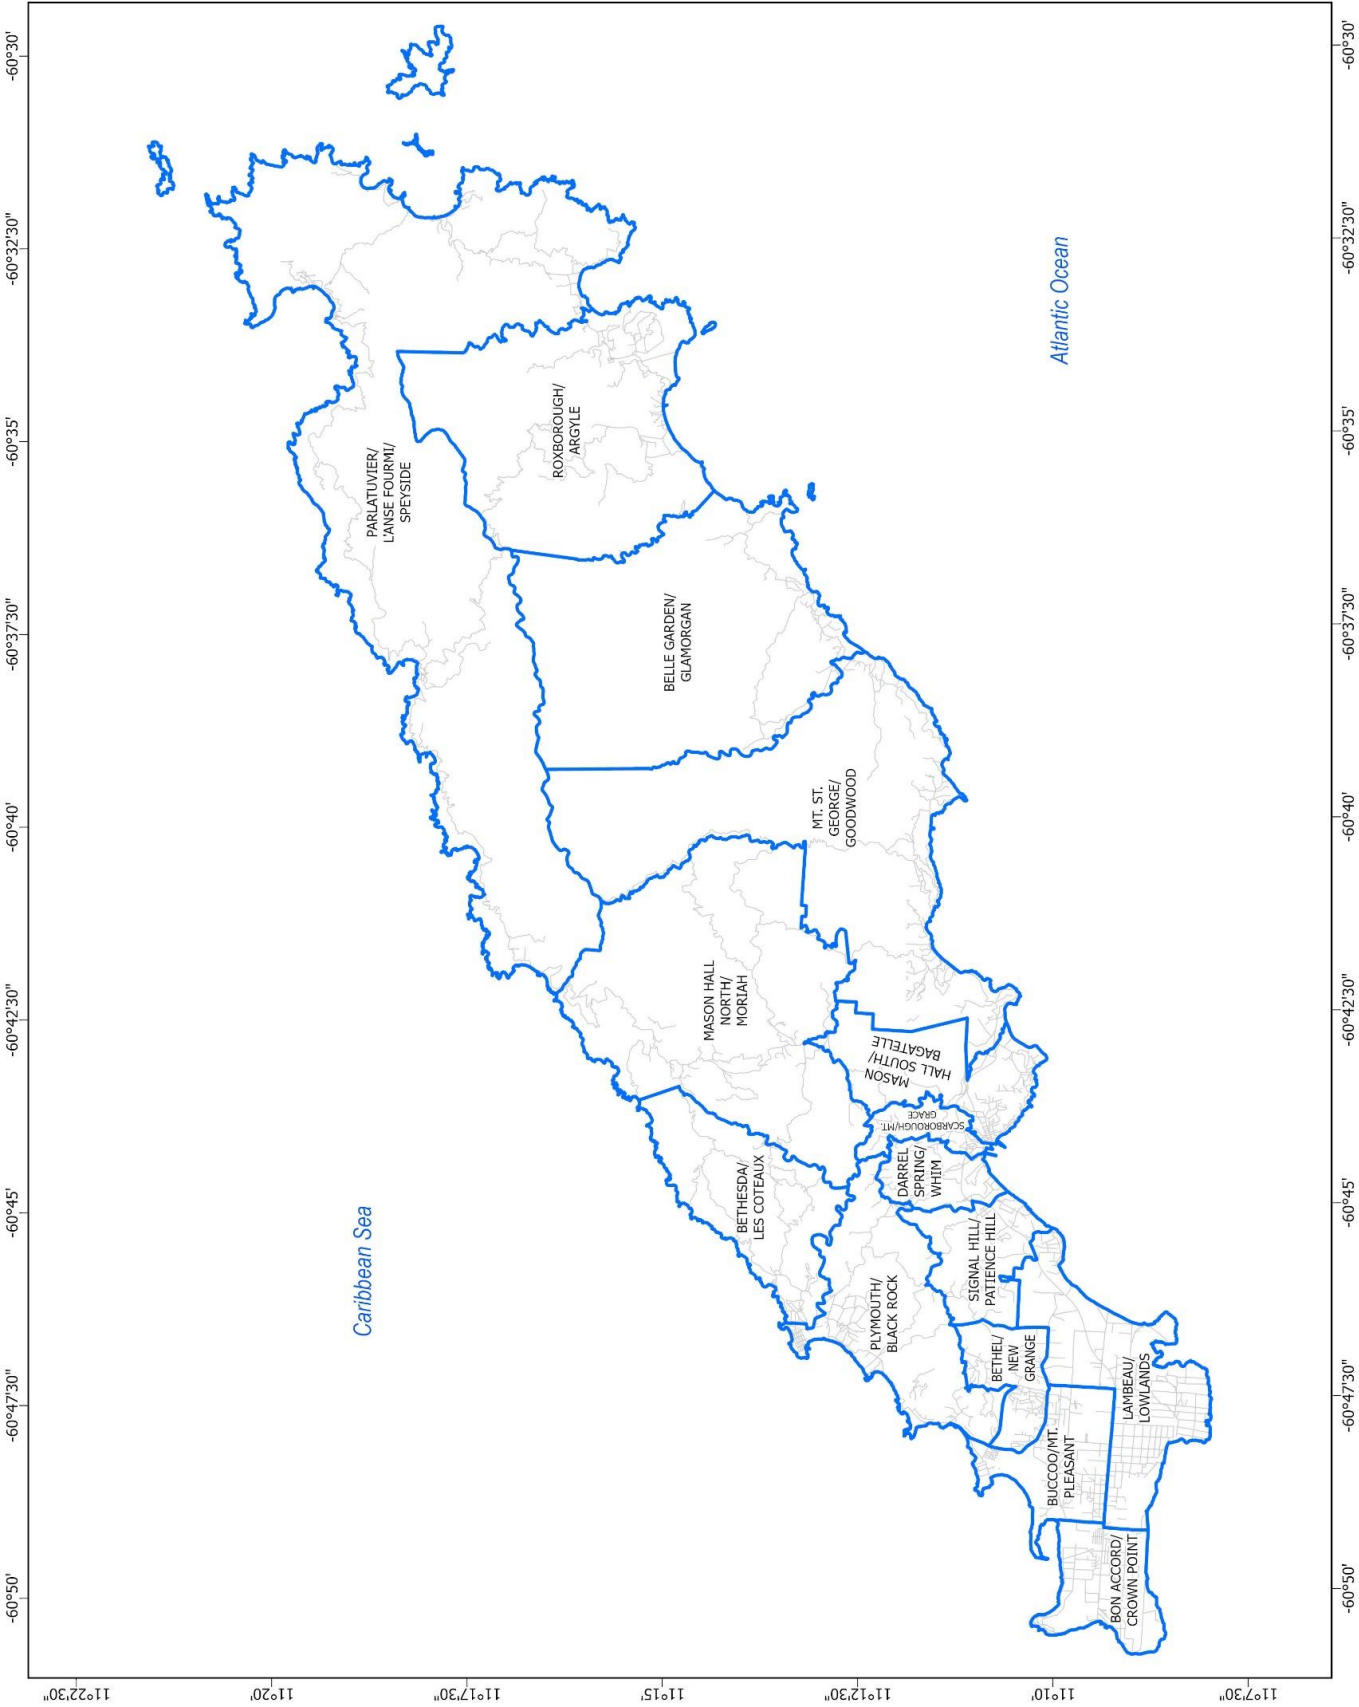 -60°50'
-60°47'30"
-60°45'
-60°42'30"
-60°40'
-60°37'30"
-60°35'
-60°32'30"
-60°30'
11°22'30"
11°20'
11°17'30"
11°15'
11°12'30"
11°10'
11°7'30"
Caribbean Sea
Atlantic Ocean
PARLATUVIER/
L'ANSE FOURMI/
SPEYSIDE
ROXBOROUGH/
ARGYLE
BELLE GARDEN/
GLAMORGAN
MT. ST.
GEORGE/
GOODWOOD
MASON HALL
NORTH/
MORIAH
MASON
HALL SOUTH/
BAGATELLE
SCARBOROUGH/MT.
GRACE
BETHESDA/
LES COTEAUX
DARREL
SPRING/
WHIM
PLYMOUTH/
BLACK ROCK
SIGNAL HILL/
PATIENCE HILL
BETHEL/
NEW
GRANGE
BUCCOO/MT.
PLEASANT
LAMBEAU/
LOWLANDS
BON ACCORD/
CROWN POINT
-60°50'
-60°47'30"
-60°45'
-60°42'30"
-60°40'
-60°37'30"
-60°35'
-60°32'30"
-60°30'